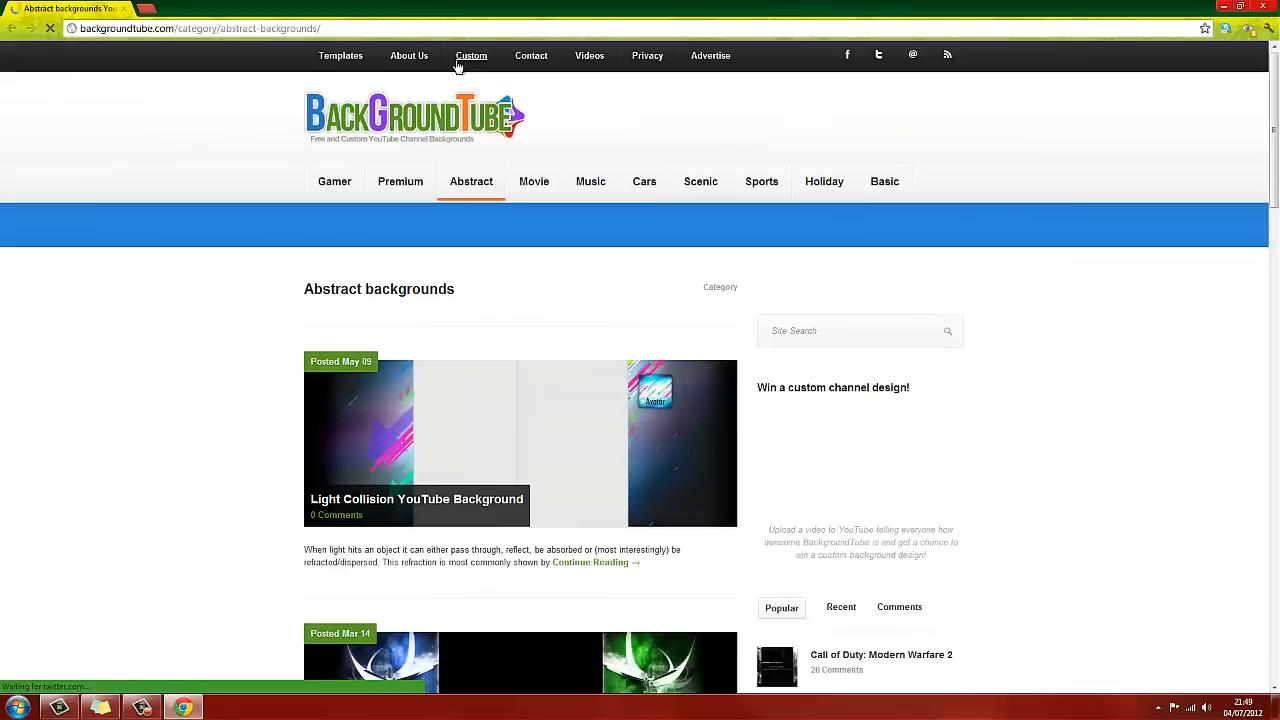 Abstract backgrounds You
backgroundtube.com/category/abstract-backgrounds/
Templates About Us Custom Contact Videos Privacy Advertise
BACKGROUNDTUBE
Free and Custom YouTube Channel Backgrounds
Gamer Premium Abstract Movie Music Cars Scenic Sports Holiday Basic
Abstract backgrounds
Category
Site Search
Posted May 09
Win a custom channel design!
Avatar
Light Collision YouTube Background
0 Comments
Upload a video to YouTube telling everyone how
awesome BackgroundTube is and get a chance to
win a custom background design!
When light hits an object it can either pass through, reflect, be absorbed or (most interestingly) be
refracted/dispersed. This refraction is most commonly shown by Continue Reading →
Popular Recent Comments
Posted Mar 14
Call of Duty: Modern Warfare 2
20 Comments
Waiting for twitter.com...
21:49
04/07/2012